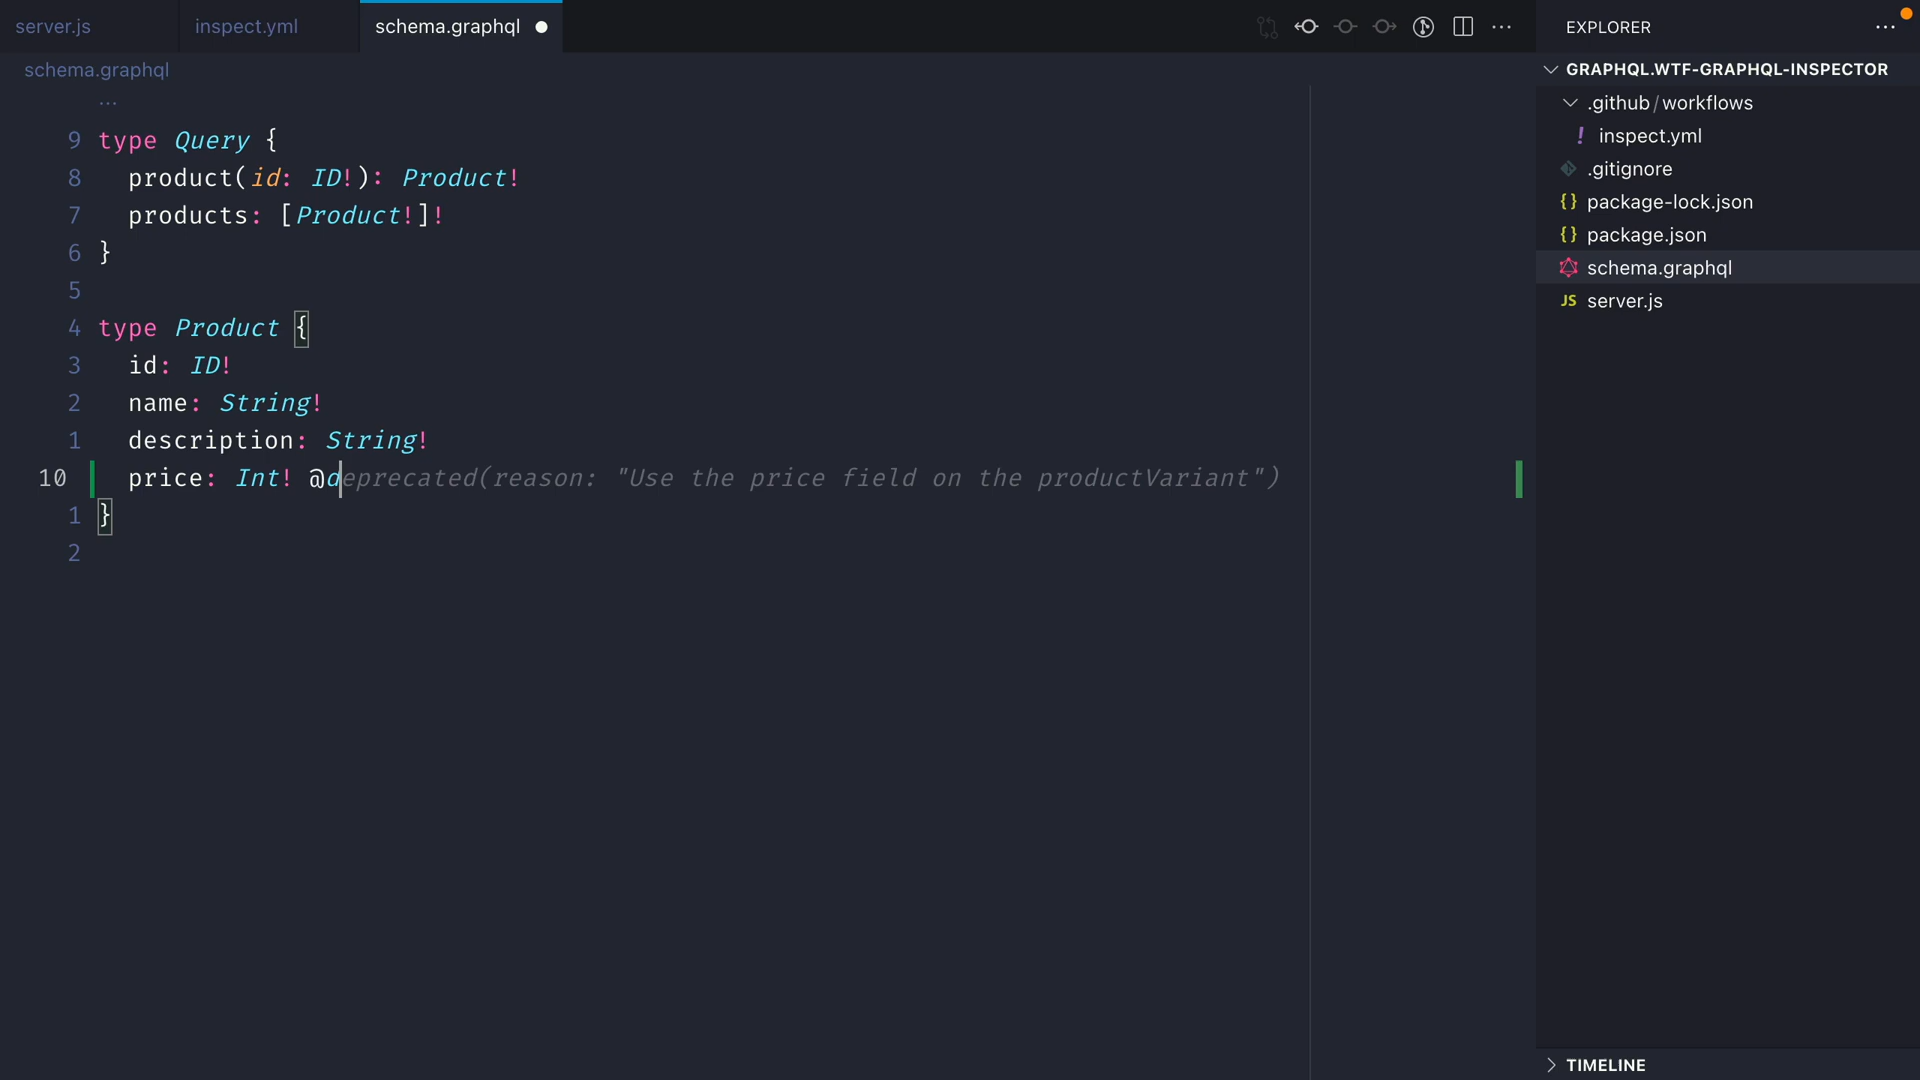 server.js
inspect.yml
schema.graphql
schema.graphql
...
9 type Query {
8 product(id: ID!): Product!
7 products: [Product!]!
6 }
5
4 type Product {
3 id: ID!
2 name: String!
1 description: String!
10 price: Int! @deprecated(reason: "Use the price field on the productVariant")
1 }
2
EXPLORER
GRAPHQL.WTF-GRAPHQL-INSPECTOR
.github/workflows
! inspect.yml
.gitignore
{} package-lock.json
{} package.json
schema.graphql
JS server.js
TIMELINE